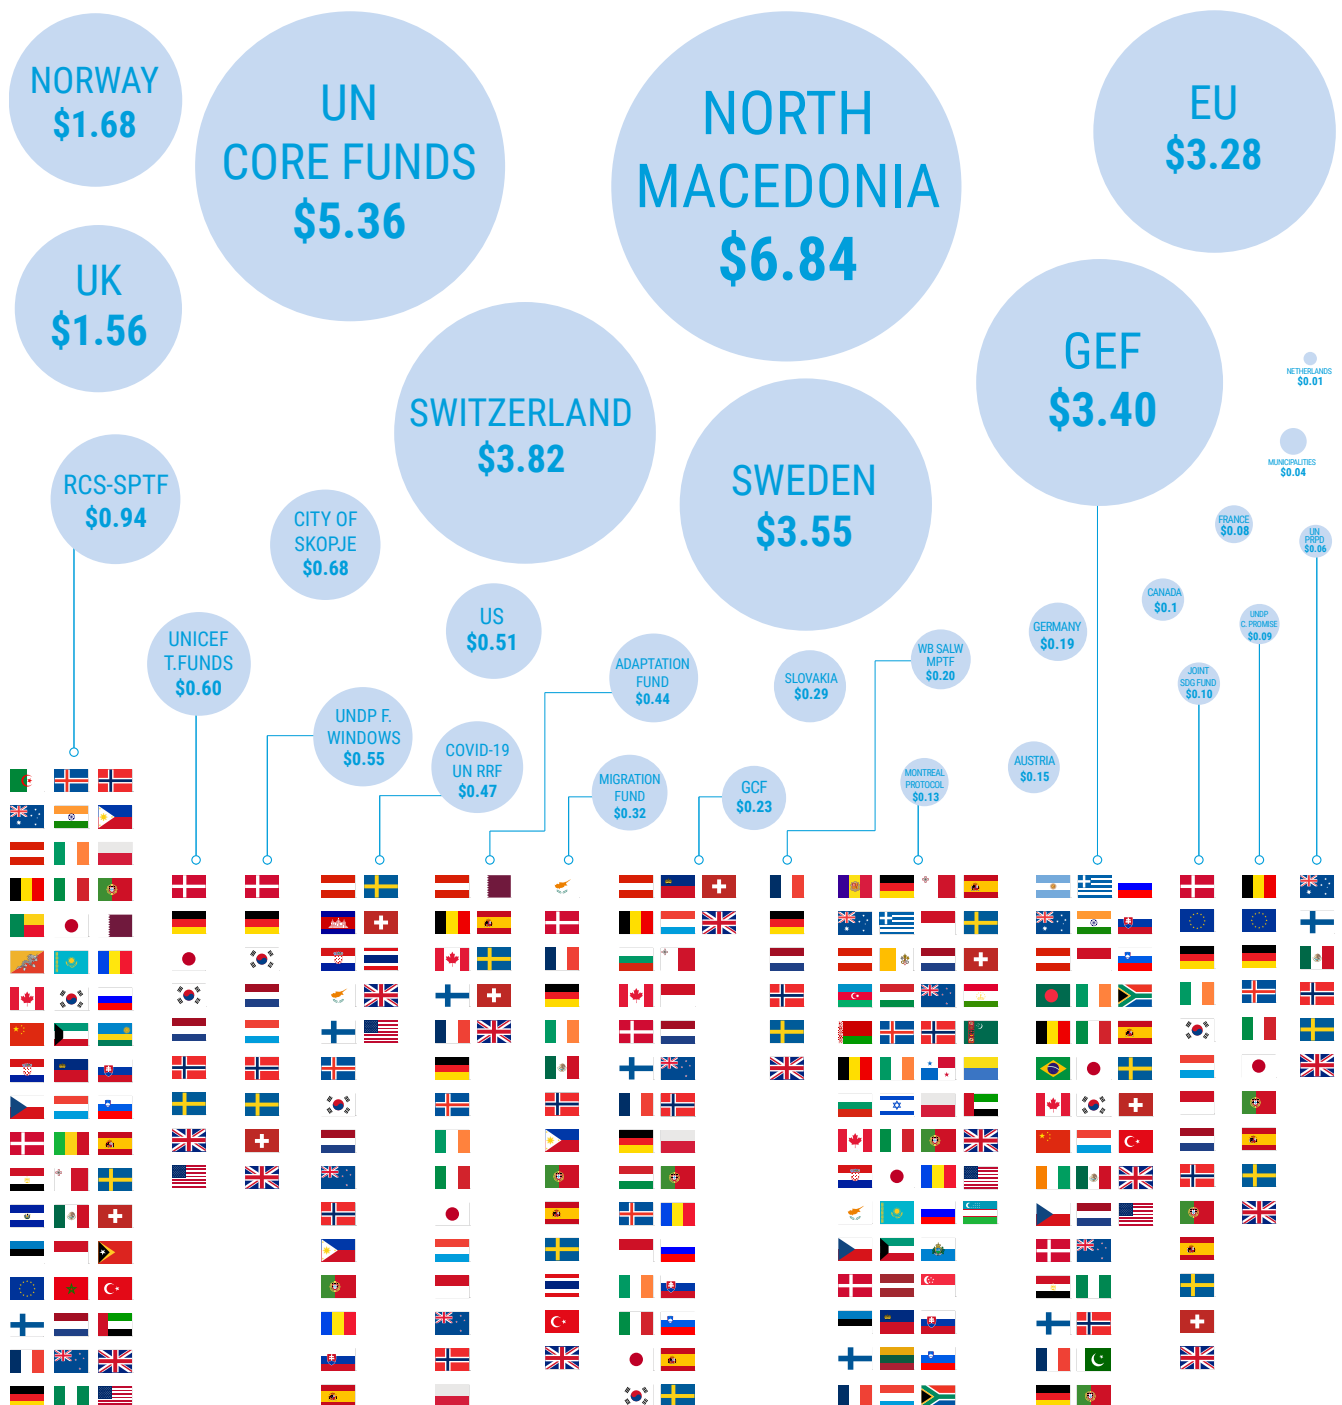 NORWAY
$1.68
UN
CORE FUNDS
$5.36
NORTH
MACEDONIA
$6.84
EU
$3.28
UK
$1.56
SWITZERLAND
$3.82
SWEDEN
$3.55
GEF
$3.40
NETHERLANDS
$0.01
MUNICIPALITIES
$0.04
RCS-SPTF
$0.94
CITY OF
SKOPJE
$0.68
FRANCE
$0.08
UN
PRPD
$0.06
UNICEF
T.FUNDS
$0.60
US
$0.51
ADAPTATION
FUND
$0.44
SLOVAKIA
$0.29
WB SALW
MPTF
$0.20
GERMANY
$0.19
CANADA
$0.1
UNDP
C. PROMISE
$0.09
JOINT
SDG FUND
$0.10
UNDP F.
WINDOWS
$0.55
COVID-19
UN RRF
$0.47
MIGRATION
FUND
$0.32
GCF
$0.23
MONTREAL
PROTOCOL
$0.13
AUSTRIA
$0.15